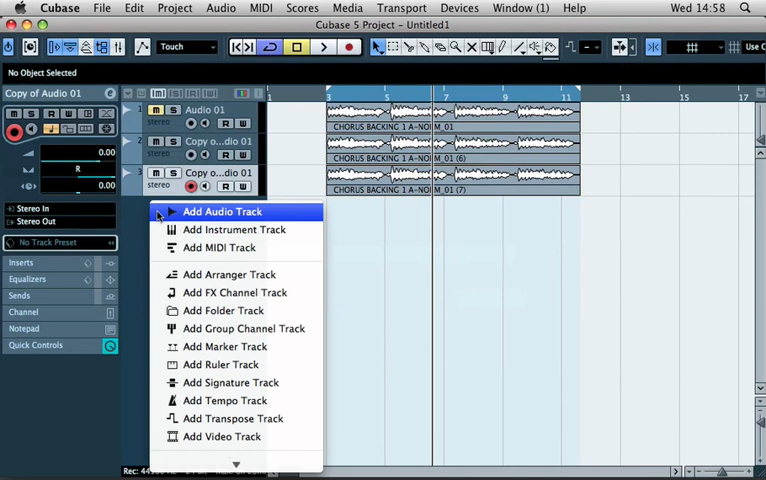 Cubase File Edit Project Audio MIDI Scores Media Transport Devices Window (1) Help Wed 14:58
Cubase 5 Project - Untitled1
Touch
Use C
No Object Selected
Copy of Audio 01
0.00
R
0.00
Stereo In
Stereo Out
No Track Preset
Inserts
Equalizers
Sends
Channel
Notepad
Quick Controls
1 5 7 9 11 13 15 17
1 m S Audio 01
stereo R W
CHORUS BACKING 1 A-NOIM_01
2 m S Copy o...dio 01
stereo R W
CHORUS BACKING 1 A-NOIM_01 (6)
3 m S Copy o...dio 01
stereo R W
CHORUS BACKING 1 A-NOIM_01 (7)
Add Audio Track
Add Instrument Track
Add MIDI Track
Add Arranger Track
Add FX Channel Track
Add Folder Track
Add Group Channel Track
Add Marker Track
Add Ruler Track
Add Signature Track
Add Tempo Track
Add Transpose Track
Add Video Track